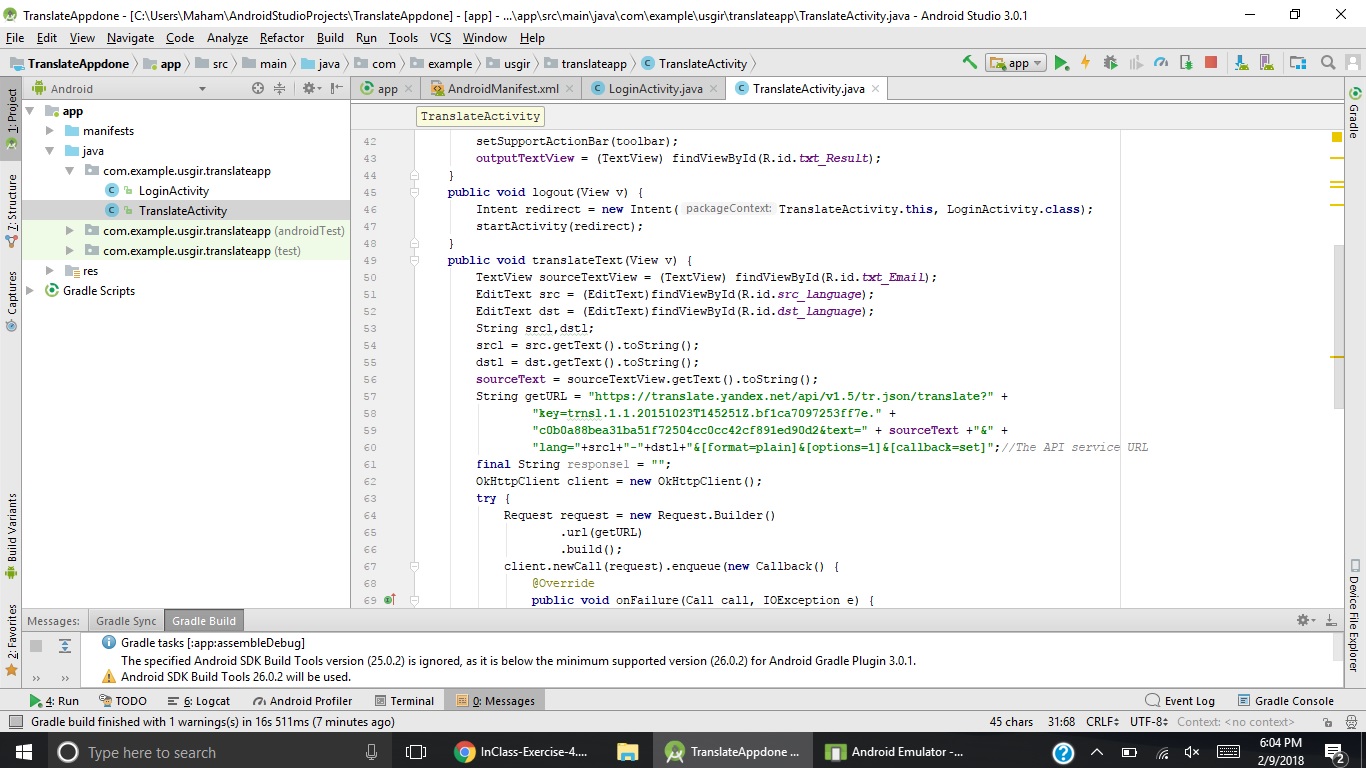 TranslateAppdone - [C:\Users\Maham\AndroidStudioProjects\TranslateAppdone] - [app] - ...\app\src\main\java\com\example\usgir\translateapp\TranslateActivity.java - Android Studio 3.0.1
File Edit View Navigate Code Analyze Refactor Build Run Tools VCS Window Help
TranslateAppdone app src main java com example usgir translateapp TranslateActivity app
Android app AndroidManifest.xml LoginActivity.java TranslateActivity.java
1: Project
7: Structure
Captures
Build Variants
2: Favorites
app
manifests
java
com.example.usgir.translateapp
LoginActivity
TranslateActivity
com.example.usgir.translateapp (androidTest)
com.example.usgir.translateapp (test)
res
Gradle Scripts
TranslateActivity
42 setSupportActionBar(toolbar);
43 outputTextView = (TextView) findViewById(R.id.txt_Result);
44 }
45 public void logout(View v) {
46 Intent redirect = new Intent( packageContext: TranslateActivity.this, LoginActivity.class);
47 startActivity(redirect);
48 }
49 public void translateText(View v) {
50 TextView sourceTextView = (TextView) findViewById(R.id.txt_Email);
51 EditText src = (EditText)findViewById(R.id.src_language);
52 EditText dst = (EditText)findViewById(R.id.dst_language);
53 String srcl,dstl;
54 srcl = src.getText().toString();
55 dstl = dst.getText().toString();
56 sourceText = sourceTextView.getText().toString();
57 String getURL = "https://translate.yandex.net/api/v1.5/tr.json/translate?" +
58 "key=trnsl.1.1.20151023T145251Z.bf1ca7097253ff7e." +
59 "c0b0a88bea31ba51f72504cc0cc42cf891ed90d2&text=" + sourceText +"&" +
60 "lang="+srcl+"-"+dstl+"&[format=plain]&[options=1]&[callback=set]";//The API service URL
61 final String response1 = "";
62 OkHttpClient client = new OkHttpClient();
63 try {
64 Request request = new Request.Builder()
65 .url(getURL)
66 .build();
67 client.newCall(request).enqueue(new Callback() {
68 @Override
69 public void onFailure(Call call, IOException e) {
Gradle
Device File Explorer
Messages: Gradle Sync Gradle Build
Gradle tasks [:app:assembleDebug]
The specified Android SDK Build Tools version (25.0.2) is ignored, as it is below the minimum supported version (26.0.2) for Android Gradle Plugin 3.0.1.
Android SDK Build Tools 26.0.2 will be used.
4: Run TODO 6: Logcat Android Profiler Terminal 0: Messages Event Log Gradle Console
Gradle build finished with 1 warnings(s) in 16s 511ms (7 minutes ago) 45 chars 31:68 CRLF UTF-8 Context: <no context>
Type here to search InClass-Exercise-4.... TranslateAppdone ... Android Emulator -... 6:04 PM
2/9/2018 2